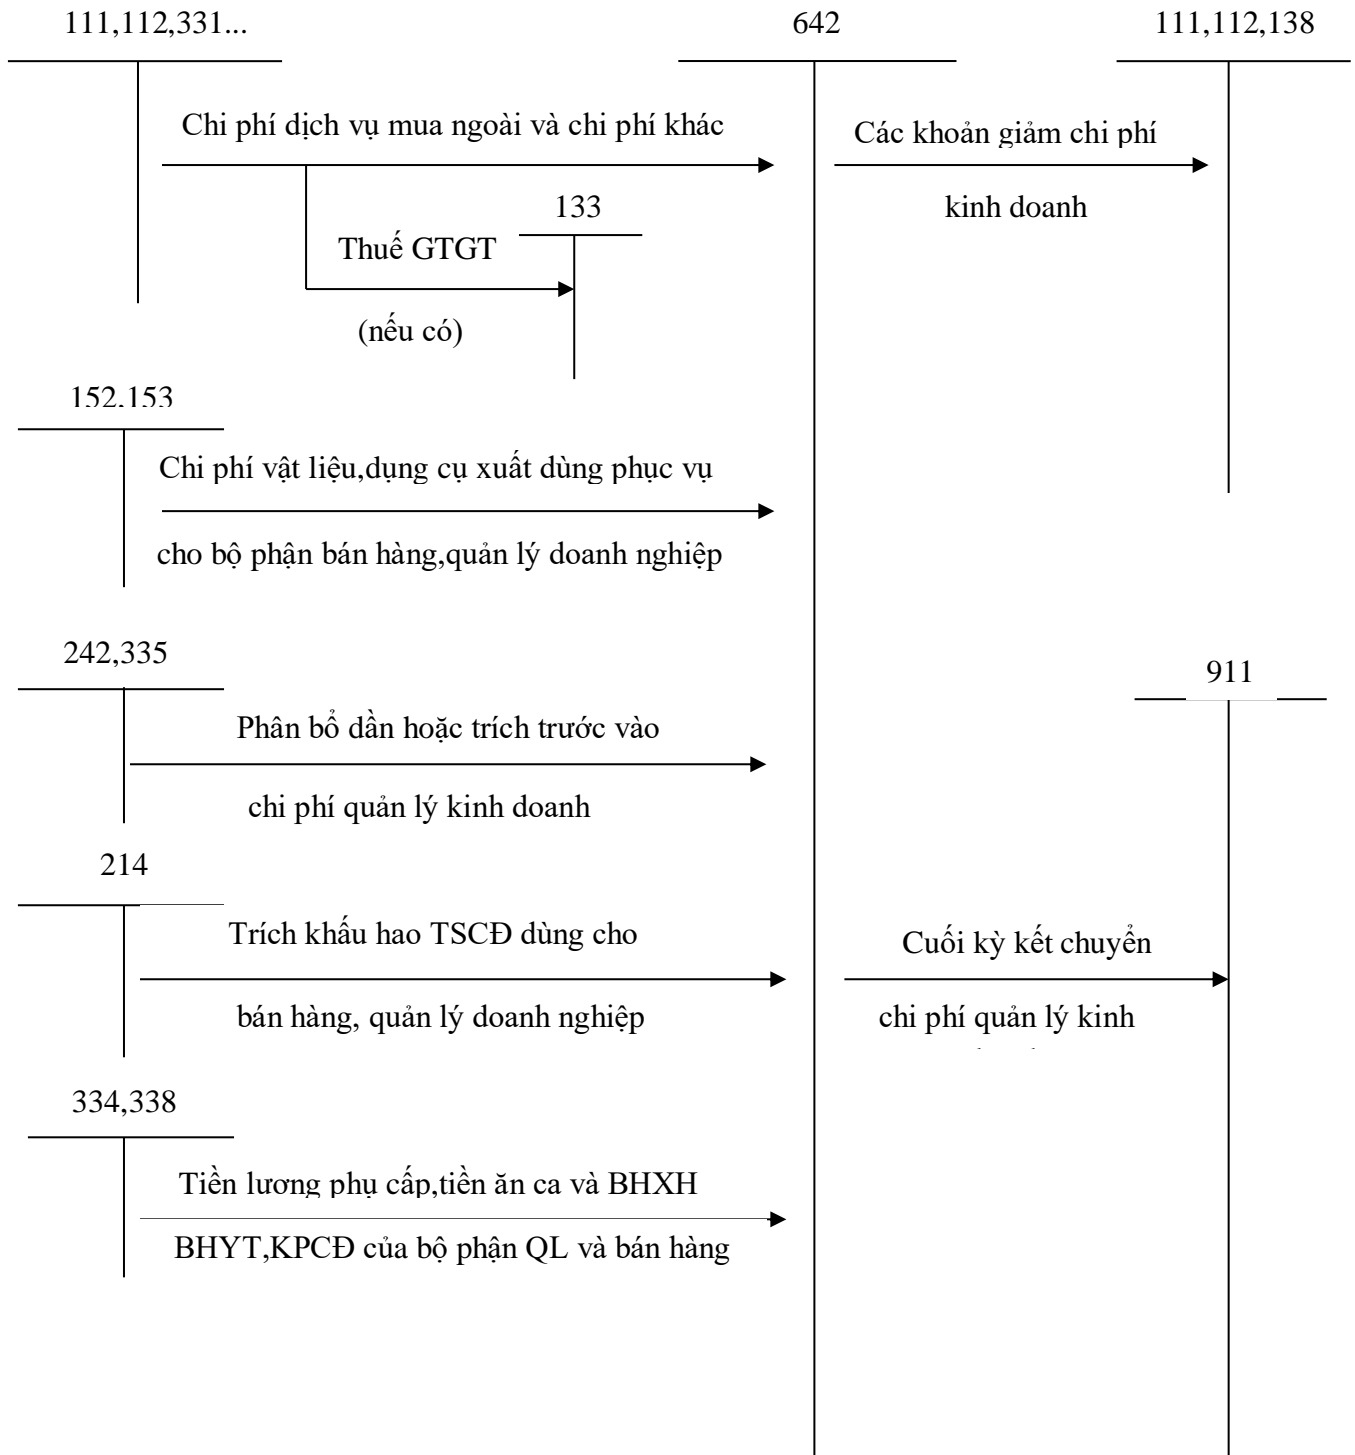 111,112,331...
642
111,112,138
Chi phí dịch vụ mua ngoài và chi phí khác
Các khoản giảm chi phí
kinh doanh
133
Thuế GTGT
(nếu có)
152,153
Chi phí vật liệu,dụng cụ xuất dùng phục vụ
cho bộ phận bán hàng,quản lý doanh nghiệp
242,335
911
Phân bổ dần hoặc trích trước vào
chi phí quản lý kinh doanh
214
Trích khấu hao TSCĐ dùng cho
bán hàng, quản lý doanh nghiệp
Cuối kỳ kết chuyển
chi phí quản lý kinh
334,338
Tiền lương phụ cấp,tiền ăn ca và BHXH
BHYT,KPCĐ của bộ phận QL và bán hàng